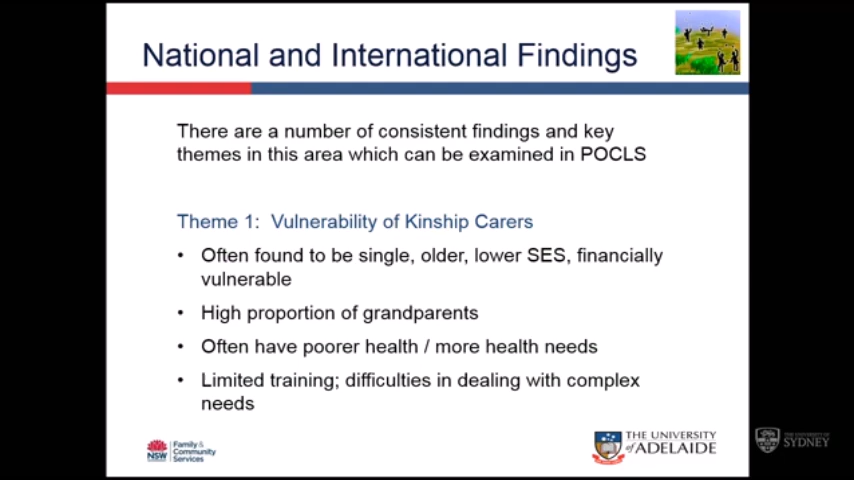 National and International Findings
There are a number of consistent findings and key
themes in this area which can be examined in POCLS
Theme 1: Vulnerability of Kinship Carers
• Often found to be single, older, lower SES, financially
vulnerable
• High proportion of grandparents
• Often have poorer health / more health needs
• Limited training; difficulties in dealing with complex
needs
NSW
Family &
Community
Services
THE UNIVERSITY
of ADELAIDE
THE UNIVERSITY OF
SYDNEY